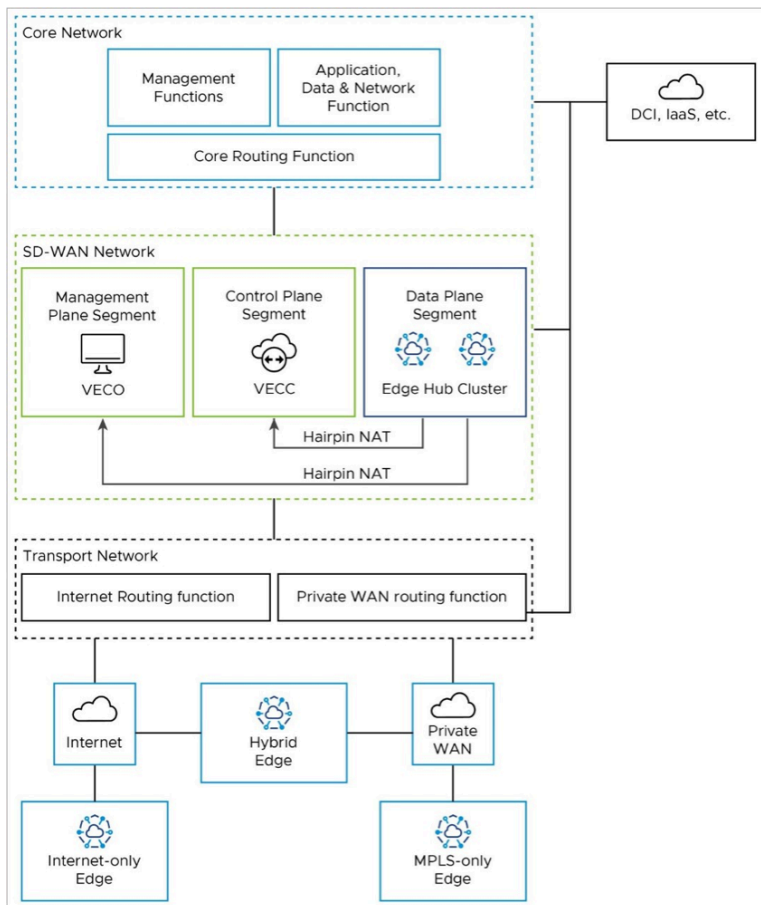 Core Network
Management
Functions
Application,
Data & Network
Function
Core Routing Function
DCI, IaaS, etc.
SD-WAN Network
Management
Plane Segment
VECO
Control Plane
Segment
VECC
Data Plane
Segment
Edge Hub Cluster
Hairpin NAT
Hairpin NAT
Transport Network
Internet Routing function
Private WAN routing function
Internet
Hybrid
Edge
Private
WAN
Internet-only
Edge
MPLS-only
Edge